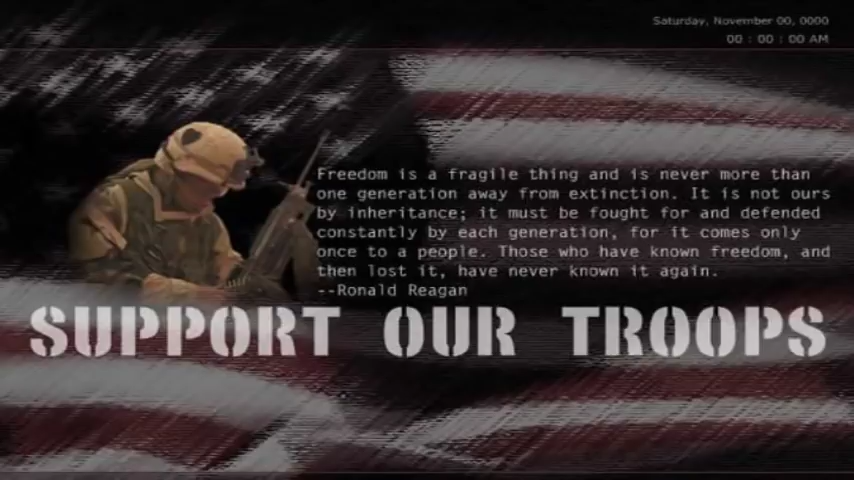 Saturday, November 00, 0000
00 : 00 : 00 AM
Freedom is a fragile thing and is never more than
one generation away from extinction. It is not ours
by inheritance; it must be fought for and defended
constantly by each generation, for it comes only
once to a people. Those who have known freedom, and
then lost it, have never known it again.
--Ronald Reagan
SUPPORT OUR TROOPS